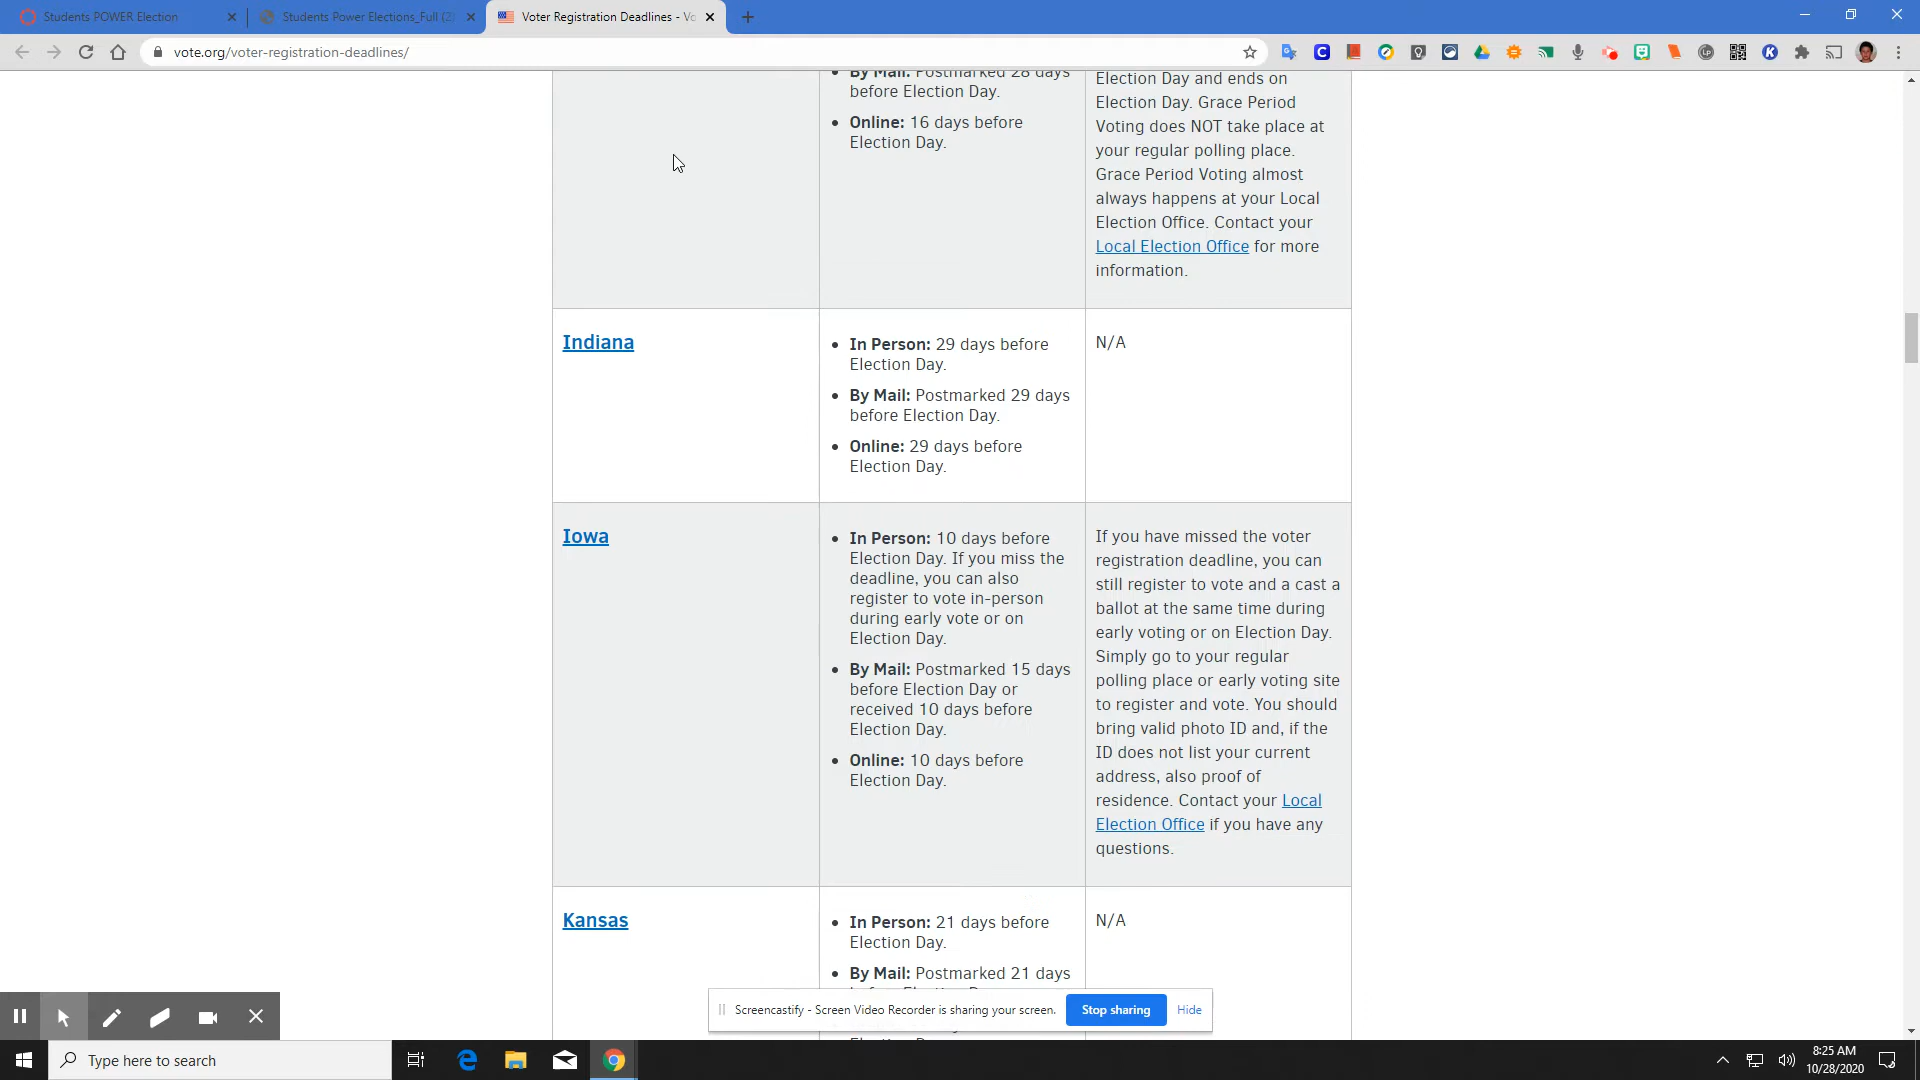 Students POWER Election
Students Power Elections_Full (2)
Voter Registration Deadlines - Vo
vote.org/voter-registration-deadlines/
By Mail: Postmarked 28 days
before Election Day.
Online: 16 days before
Election Day.
Election Day and ends on
Election Day. Grace Period
Voting does NOT take place at
your regular polling place.
Grace Period Voting almost
always happens at your Local
Election Office. Contact your
Local Election Office for more
information.
Indiana
In Person: 29 days before
Election Day.
By Mail: Postmarked 29 days
before Election Day.
Online: 29 days before
Election Day.
N/A
Iowa
In Person: 10 days before
Election Day. If you miss the
deadline, you can also
register to vote in-person
during early vote or on
Election Day.
By Mail: Postmarked 15 days
before Election Day or
received 10 days before
Election Day.
Online: 10 days before
Election Day.
If you have missed the voter
registration deadline, you can
still register to vote and a cast a
ballot at the same time during
early voting or on Election Day.
Simply go to your regular
polling place or early voting site
to register and vote. You should
bring valid photo ID and, if the
ID does not list your current
address, also proof of
residence. Contact your Local
Election Office if you have any
questions.
Kansas
In Person: 21 days before
Election Day.
By Mail: Postmarked 21 days
N/A
Screencastify - Screen Video Recorder is sharing your screen.
Stop sharing
Hide
Type here to search
8:25 AM
10/28/2020